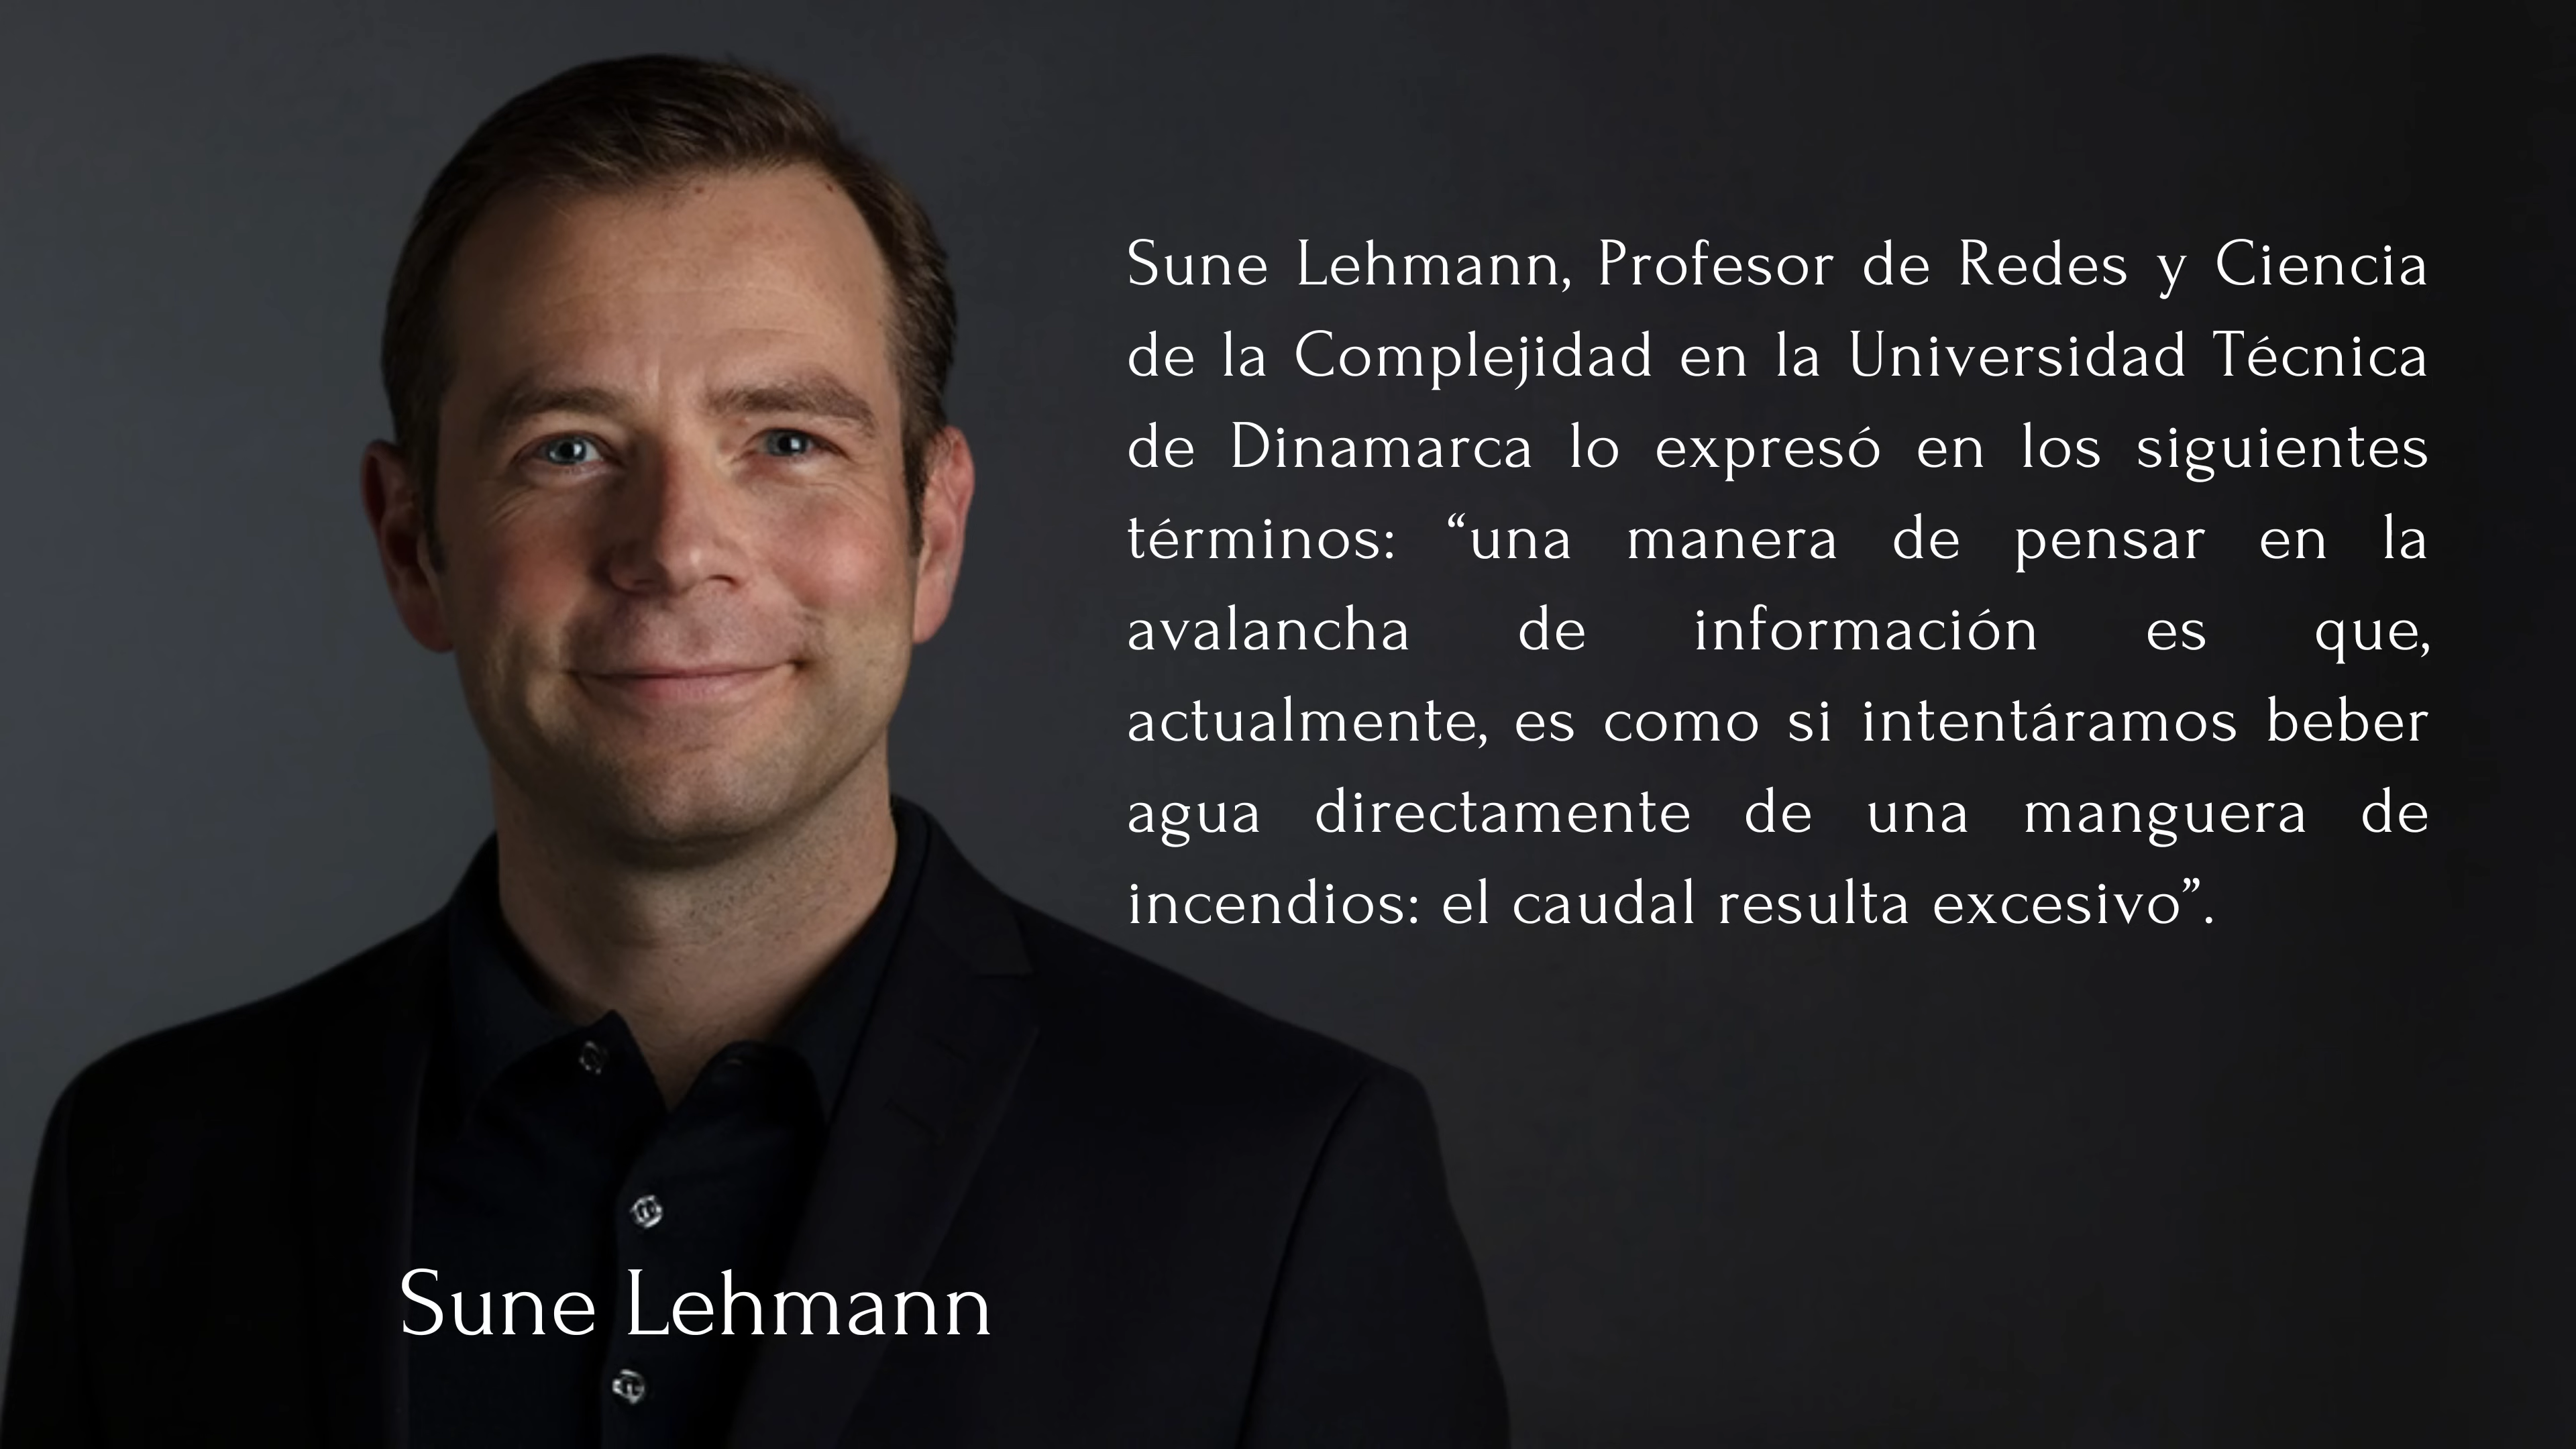 Sune Lehmann, Profesor de Redes y Ciencia
de la Complejidad en la Universidad Técnica
de Dinamarca lo expresó en los siguientes
términos: “una manera de pensar en la
avalancha de información es que,
actualmente, es como si intentáramos beber
agua directamente de una manguera de
incendios: el caudal resulta excesivo”.
Sune Lehmann